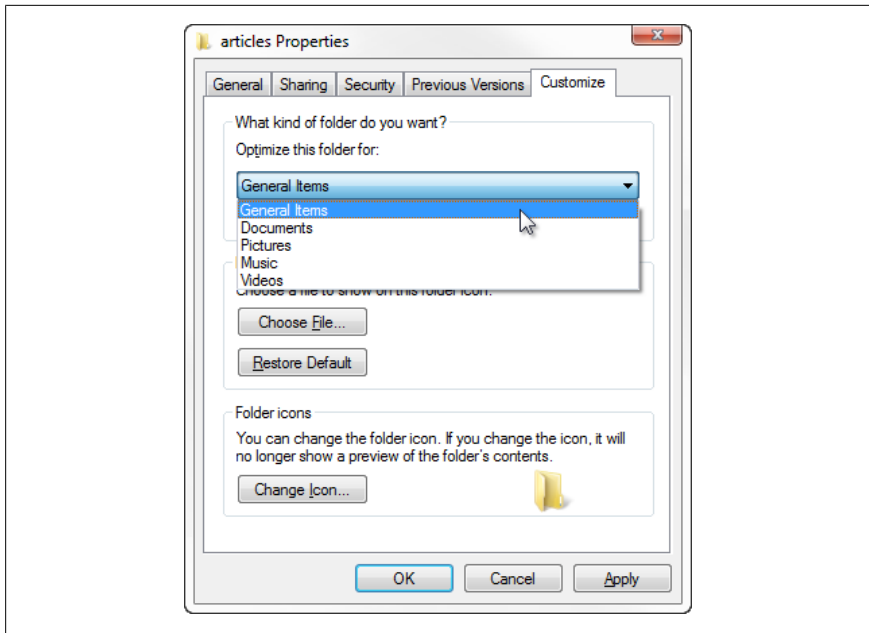 articles Properties
General Sharing Security Previous Versions Customize
What kind of folder do you want?
Optimize this folder for:
General Items
General Items
Documents
Pictures
Music
Videos
Choose a file to show on this folder icon.
Choose File...
Restore Default
Folder icons
You can change the folder icon. If you change the icon, it will
no longer show a preview of the folder's contents.
Change Icon...
OK Cancel Apply